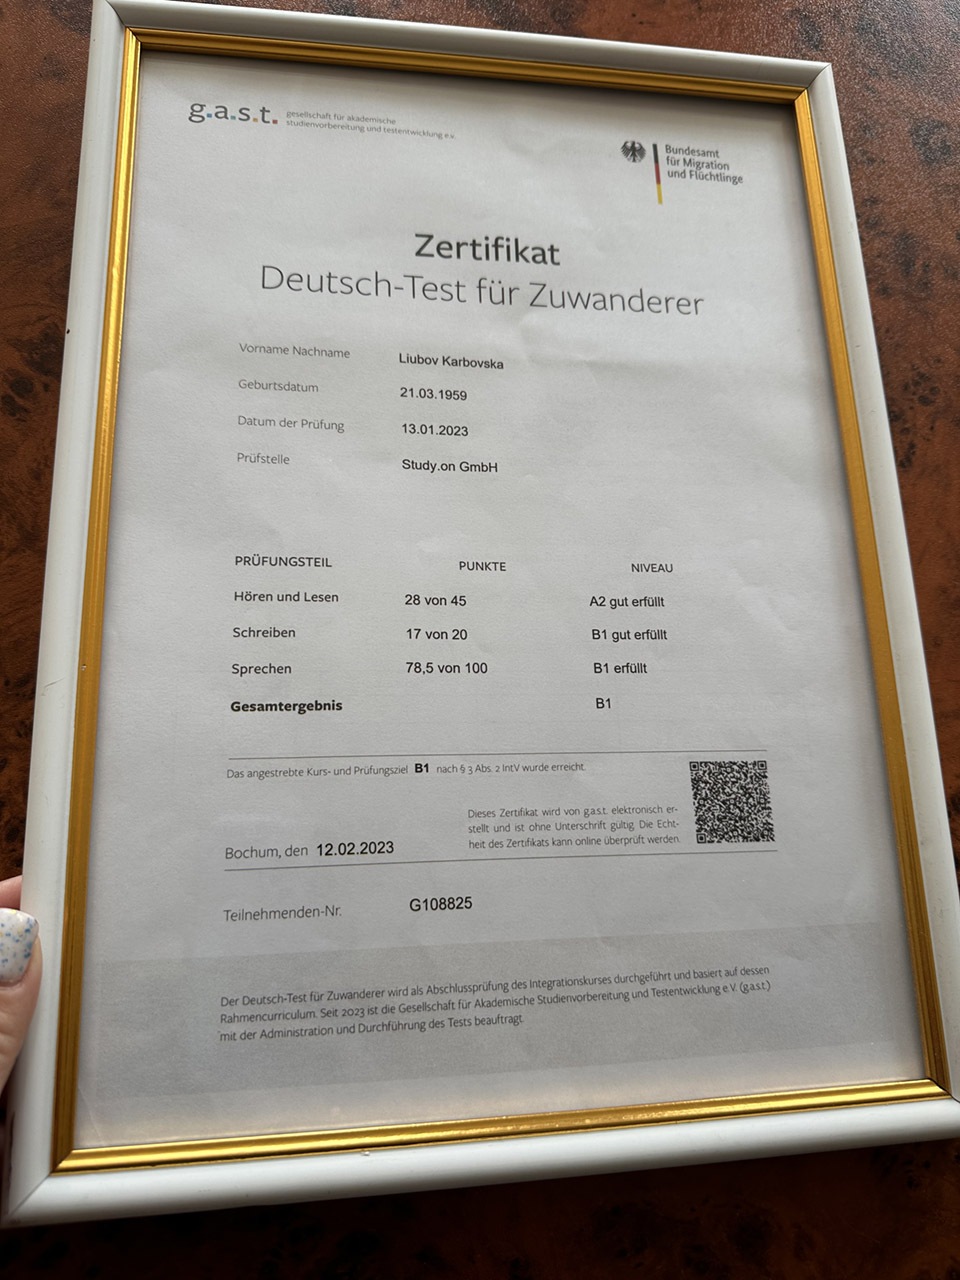 g.a.s.t. gesellschaft für akademische
studienvorbereitung und testentwicklung e.v.
Bundesamt
für Migration
und Flüchtlinge
Zertifikat
Deutsch-Test für Zuwanderer
Vorname Nachname Liubov Karbovska
Geburtsdatum 21.03.1959
Datum der Prüfung 13.01.2023
Prüfstelle Study.on GmbH
PRÜFUNGSTEIL PUNKTE NIVEAU
Hören und Lesen 28 von 45 A2 gut erfüllt
Schreiben 17 von 20 B1 gut erfüllt
Sprechen 78,5 von 100 B1 erfüllt
Gesamtergebnis B1
Das angestrebte Kurs- und Prüfungsziel B1 nach § 3 Abs. 2 IntV wurde erreicht.
Dieses Zertifikat wird von g.a.s.t. elektronisch er-
stellt und ist ohne Unterschrift gültig. Die Echt-
heit des Zertifikats kann online überprüft werden.
Bochum, den 12.02.2023
Teilnehmenden-Nr. G108825
Der Deutsch-Test für Zuwanderer wird als Abschlussprüfung des Integrationskurses durchgeführt und basiert auf dessen
Rahmencurriculum. Seit 2023 ist die Gesellschaft für Akademische Studienvorbereitung und Testentwicklung e.V. (g.a.s.t.)
mit der Administration und Durchführung des Tests beauftragt.